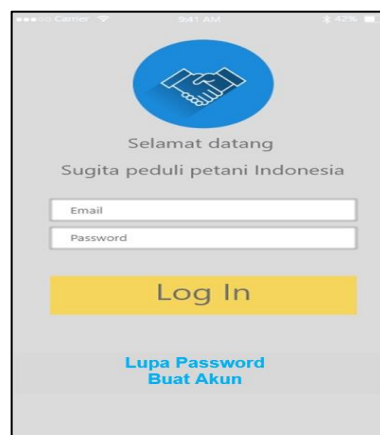 Carrier 9:41 AM 42%
Selamat datang
Sugita peduli petani Indonesia
Email
Password
Log In
Lupa Password
Buat Akun